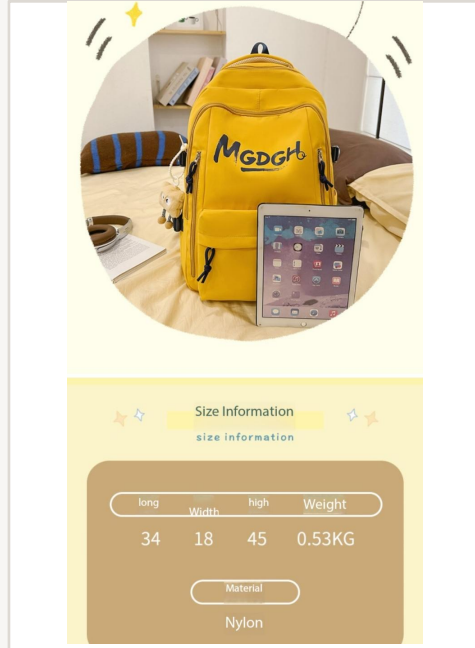 MGDGH
Size Information
size information
long Width high Weight
34 18 45 0.53KG
Material
Nylon